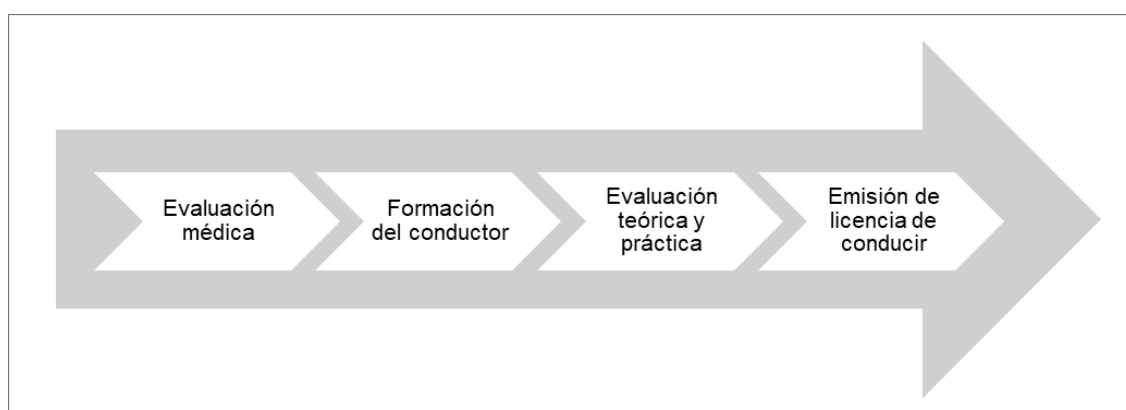 Evaluación
médica
Formación
del conductor
Evaluación
teórica y
práctica
Emisión de
licencia de
conducir